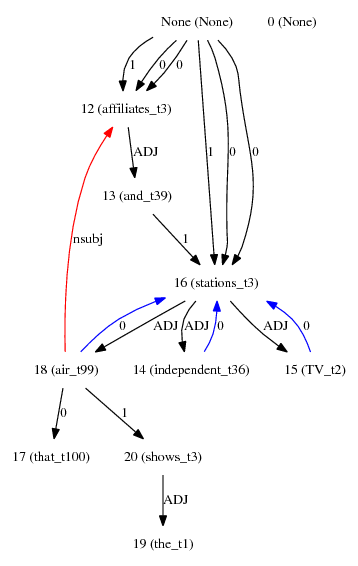 None (None) 0 (None)
1 0 0
12 (affiliates_t3)
ADJ 1 0 0
13 (and_t39)
nsubj 1
16 (stations_t3)
0 ADJ ADJ 0 ADJ 0
18 (air_t99) 14 (independent_t36) 15 (TV_t2)
0 1
17 (that_t100) 20 (shows_t3)
ADJ
19 (the_t1)